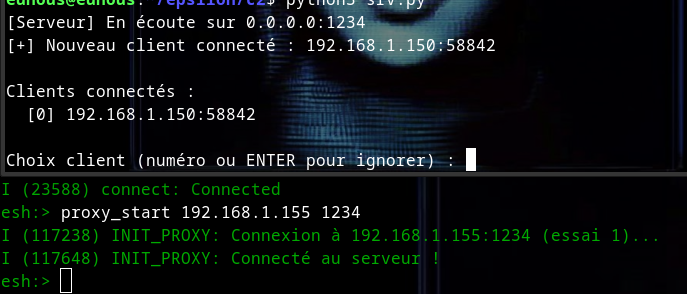 eunous@eunous:~/epsilon/c2$ python3 srv.py
[Serveur] En écoute sur 0.0.0.0:1234
[+] Nouveau client connecté : 192.168.1.150:58842
Clients connectés :
[0] 192.168.1.150:58842
Choix client (numéro ou ENTER pour ignorer) :
I (23588) connect: Connected
esh:> proxy_start 192.168.1.155 1234
I (117238) INIT_PROXY: Connexion à 192.168.1.155:1234 (essai 1)...
I (117648) INIT_PROXY: Connecté au serveur !
esh:>